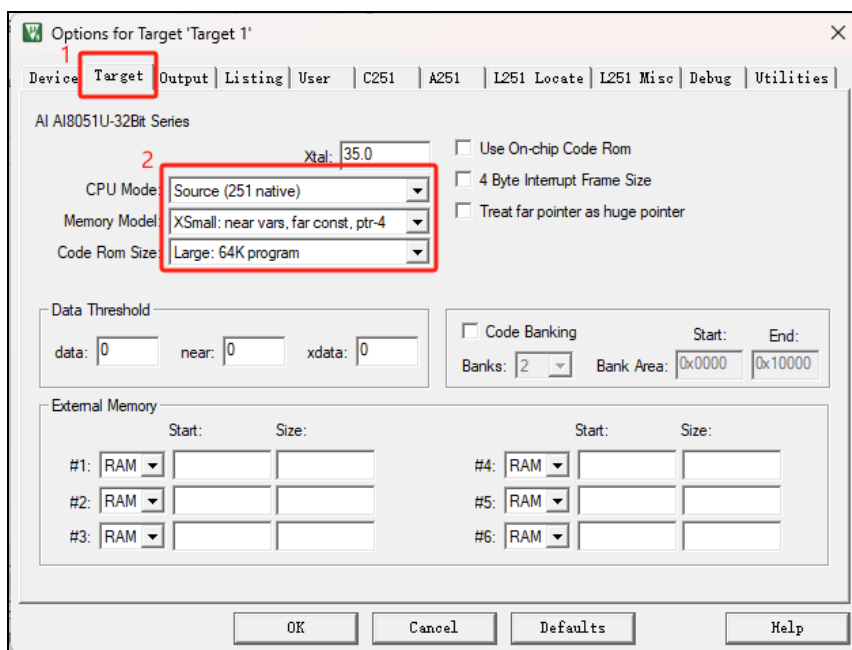 Options for Target 'Target 1'
1
Device Target Output Listing User C251 A251 L251 Locate L251 Misc Debug Utilities
AI AI8051U-32Bit Series
2
Xtal: 35.0
Use On-chip Code Rom
CPU Mode: Source (251 native)
4 Byte Interrupt Frame Size
Memory Model: XSmall: near vars, far const, ptr-4
Treat far pointer as huge pointer
Code Rom Size: Large: 64K program
Data Threshold
data: 0 near: 0 xdata: 0
Code Banking Start: End:
Banks: 2 Bank Area: 0x0000 0x10000
External Memory
Start: Size: Start: Size:
#1: RAM #4: RAM
#2: RAM #5: RAM
#3: RAM #6: RAM
OK Cancel Defaults Help